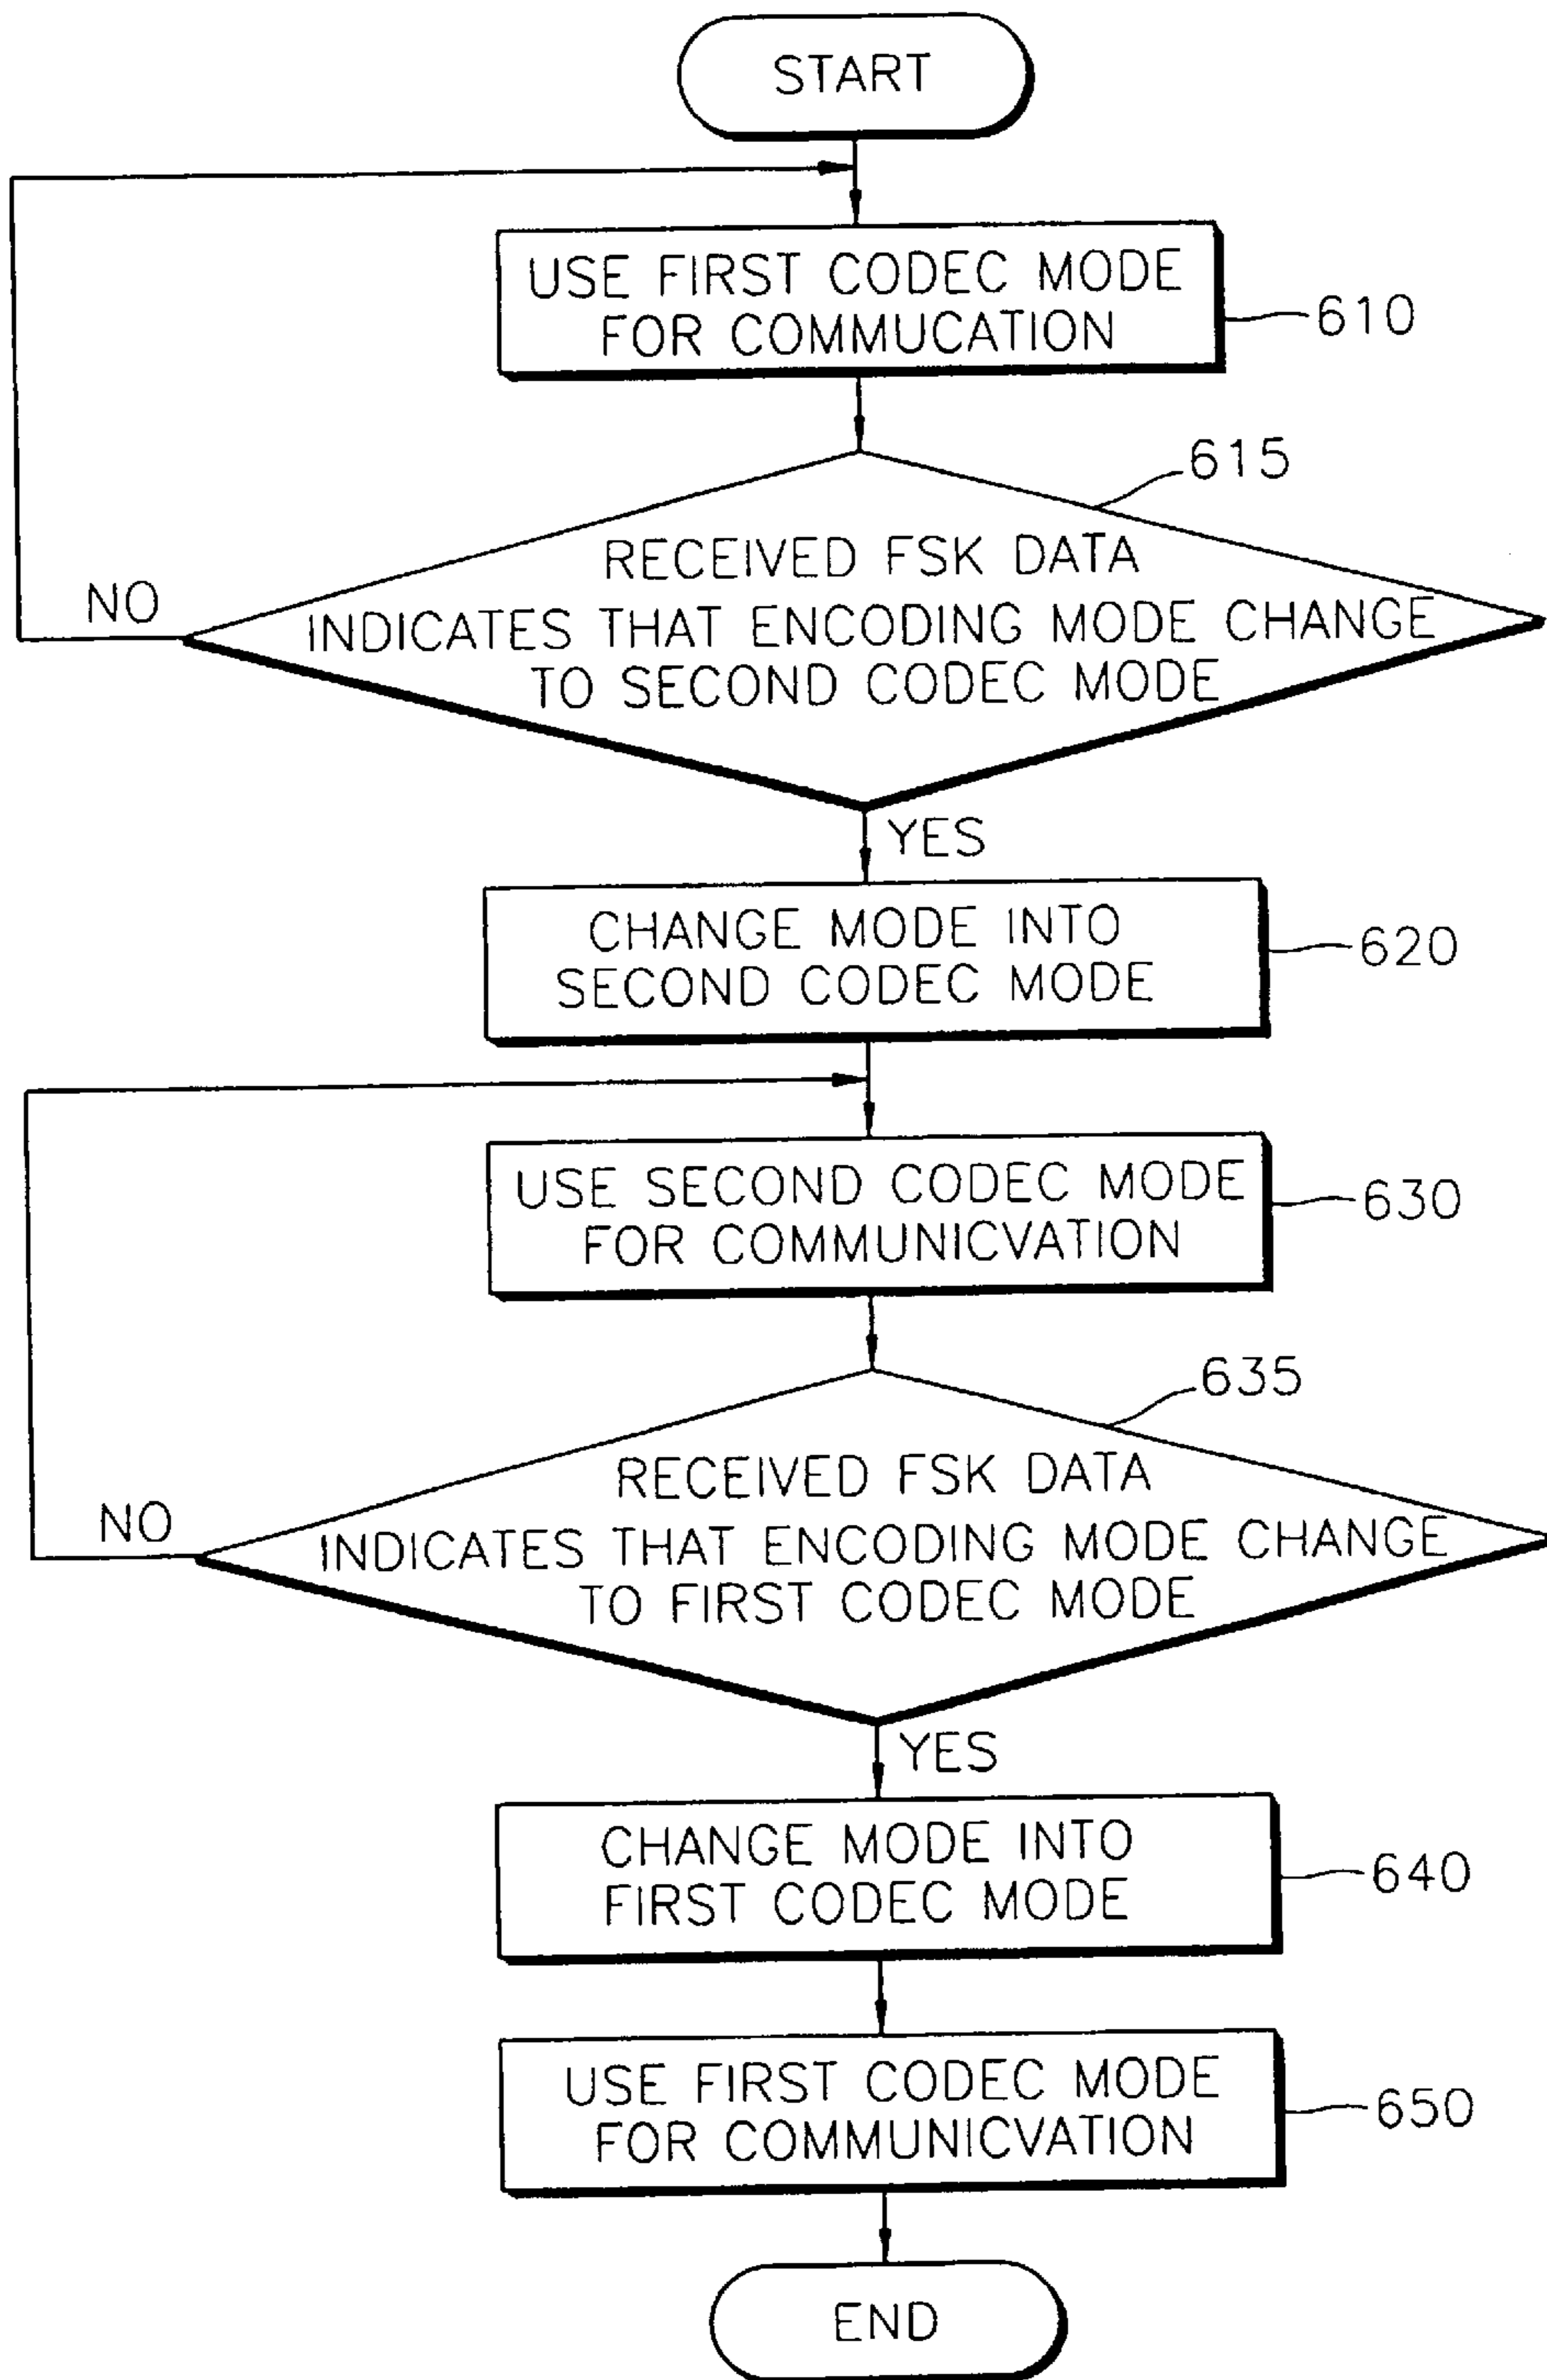 START
USE FIRST CODEC MODE
FOR COMMUCATION
610
615
RECEIVED FSK DATA
INDICATES THAT ENCODING MODE CHANGE
TO SECOND CODEC MODE
NO
YES
CHANGE MODE INTO
SECOND CODEC MODE
620
USE SECOND CODEC MODE
FOR COMMUNICVATION
630
635
RECEIVED FSK DATA
INDICATES THAT ENCODING MODE CHANGE
TO FIRST CODEC MODE
NO
YES
CHANGE MODE INTO
FIRST CODEC MODE
640
USE FIRST CODEC MODE
FOR COMMUNICVATION
650
END